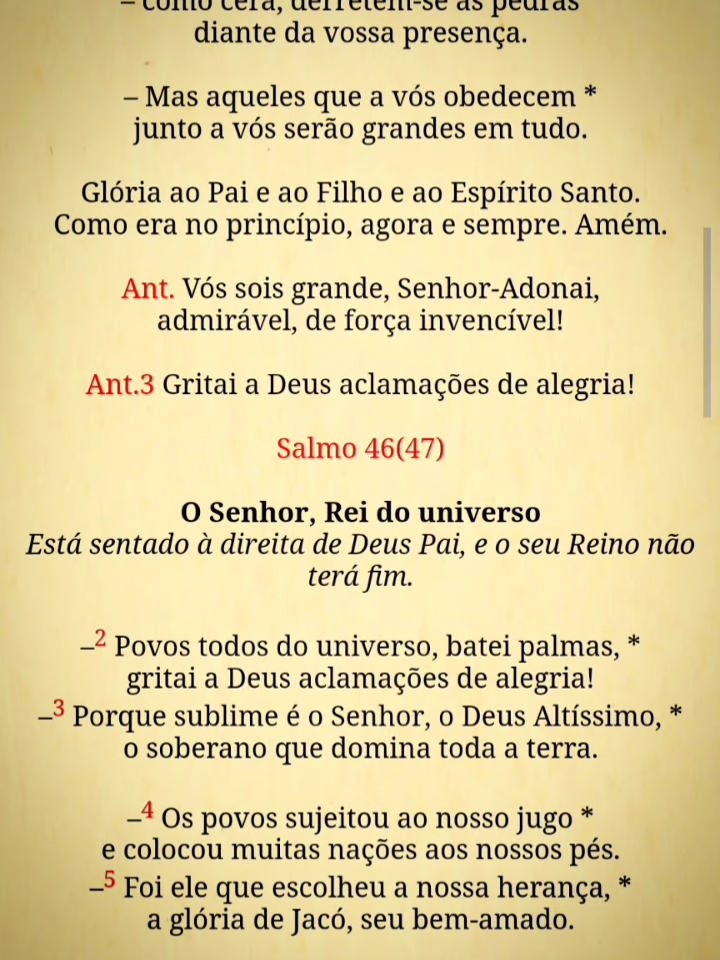 – como cera, derretem-se as pedras
diante da vossa presença.
– Mas aqueles que a vós obedecem *
junto a vós serão grandes em tudo.
Glória ao Pai e ao Filho e ao Espírito Santo.
Como era no princípio, agora e sempre. Amém.
Ant. Vós sois grande, Senhor-Adonai,
admirável, de força invencível!
Ant.3 Gritai a Deus aclamações de alegria!
Salmo 46(47)
O Senhor, Rei do universo
Está sentado à direita de Deus Pai, e o seu Reino não
terá fim.
–2 Povos todos do universo, batei palmas, *
gritai a Deus aclamações de alegria!
–3 Porque sublime é o Senhor, o Deus Altíssimo, *
o soberano que domina toda a terra.
–4 Os povos sujeitou ao nosso jugo *
e colocou muitas nações aos nossos pés.
–5 Foi ele que escolheu a nossa herança, *
a glória de Jacó, seu bem-amado.